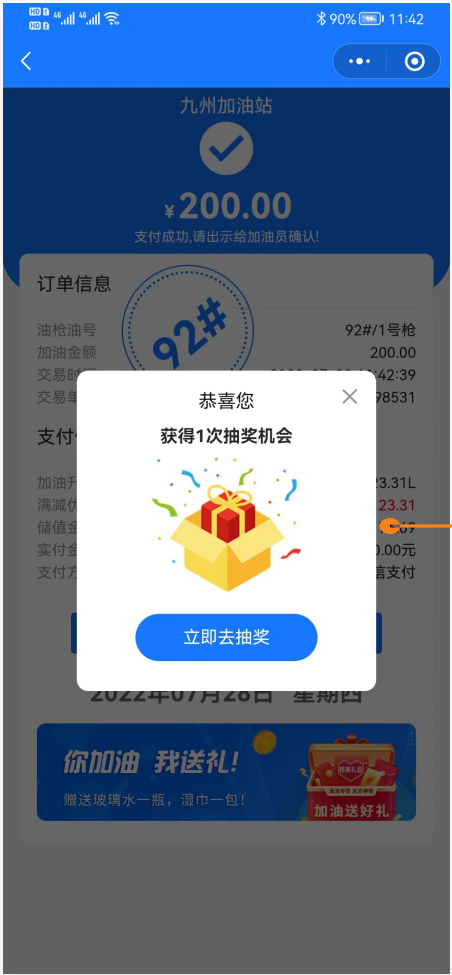 HD 1 4G 4G 90% 11:42
HD 2
九州加油站
¥200.00
支付成功,请出示给加油员确认!
订单信息
92#
油枪油号 92#/1号枪
加油金额 200.00
交易时 42:39
交易单 98531
恭喜您
获得1次抽奖机会
支付
加油升 23.31L
满减优 23.31
储值金
实付金 0.00元
支付方 信支付
立即去抽奖
2022年07月28日 星期四
你加油 我送礼!
赠送玻璃水一瓶，湿巾一包!
精美礼品
加油送好礼